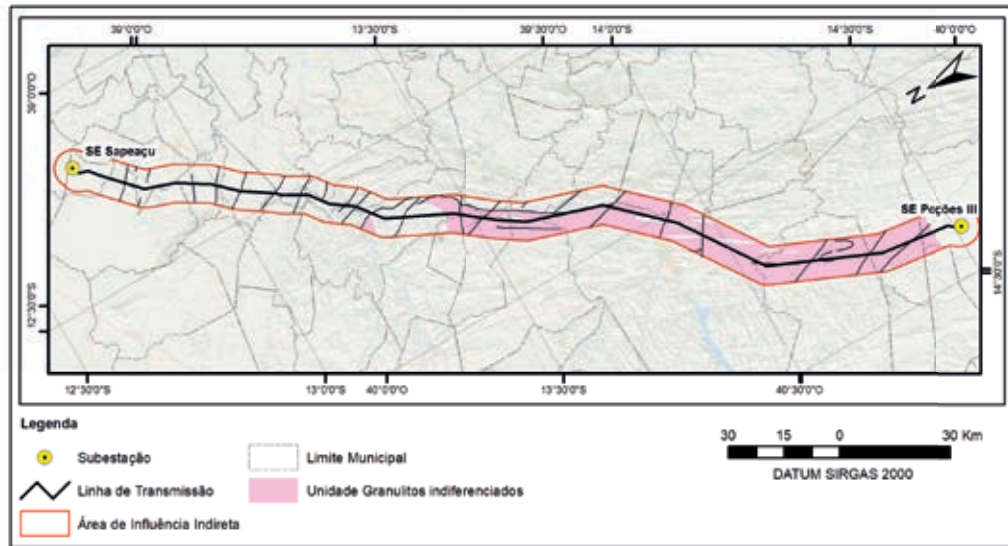 39°0'0"O 13°30'0"S 39°30'0"O 14°0'0"S 14°30'0"S 40°0'0"O
39°0'0"O
N
SE Sapeaçu
SE Poções III
14°30'0"S
12°30'0"S
12°30'0"S 13°0'0"S 40°0'0"O 13°30'0"S 40°30'0"O
Legenda
Subestação
Limite Municipal
Linha de Transmissão
Unidade Granulitos indiferenciados
Área de Influência Indireta
30 15 0 30 Km
DATUM SIRGAS 2000